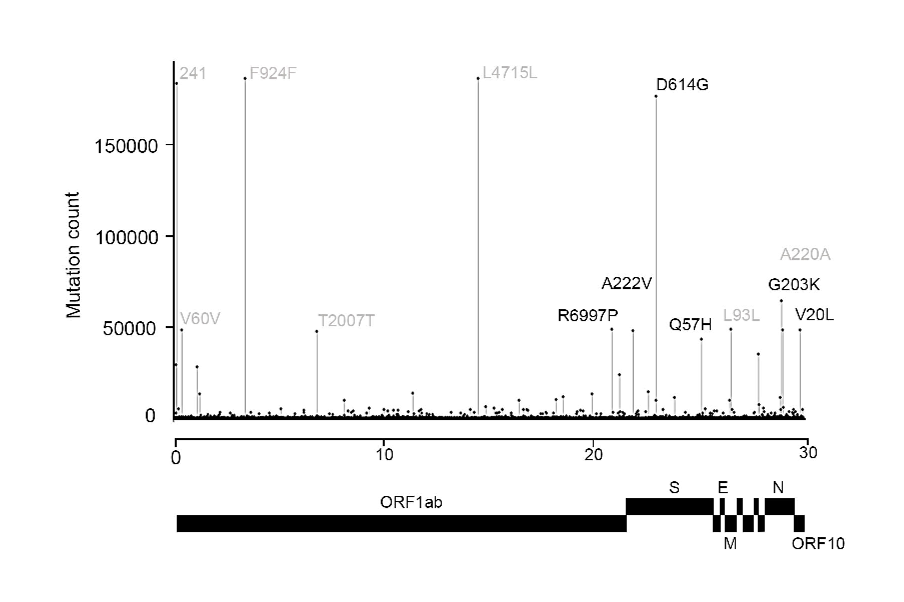 241
F924F
L4715L
D614G
150000
100000
A220A
A222V
G203K
V60V
T2007T
R6997P
Q57H
L93L
V20L
50000
0
Mutation count
0
10
20
30
S
E
N
ORF1ab
M
ORF10